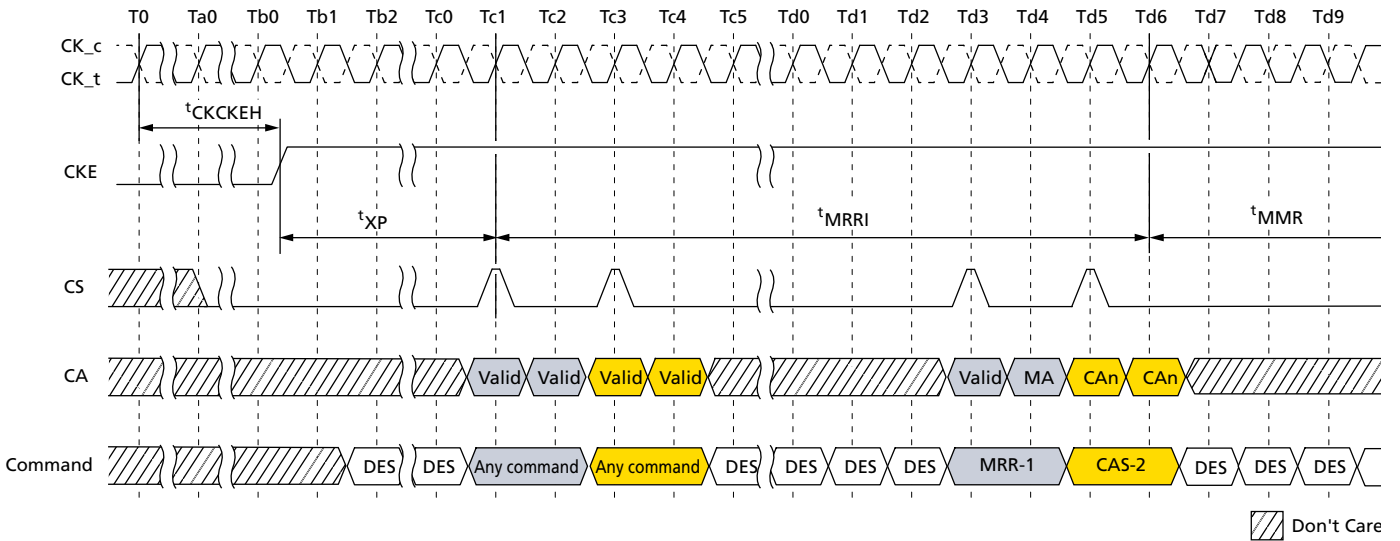 T0 Ta0 Tb0 Tb1 Tb2 Tc0 Tc1 Tc2 Tc3 Tc4 Tc5 Td0 Td1 Td2 Td3 Td4 Td5 Td6 Td7 Td8 Td9
CK_c
CK_t
tCKCKEH
CKE
tXP tMRRI tMMR
CS
CA Valid Valid Valid Valid Valid MA CAn CAn
Command DES DES Any command Any command DES DES DES DES MRR-1 CAS-2 DES DES DES
Don't Care